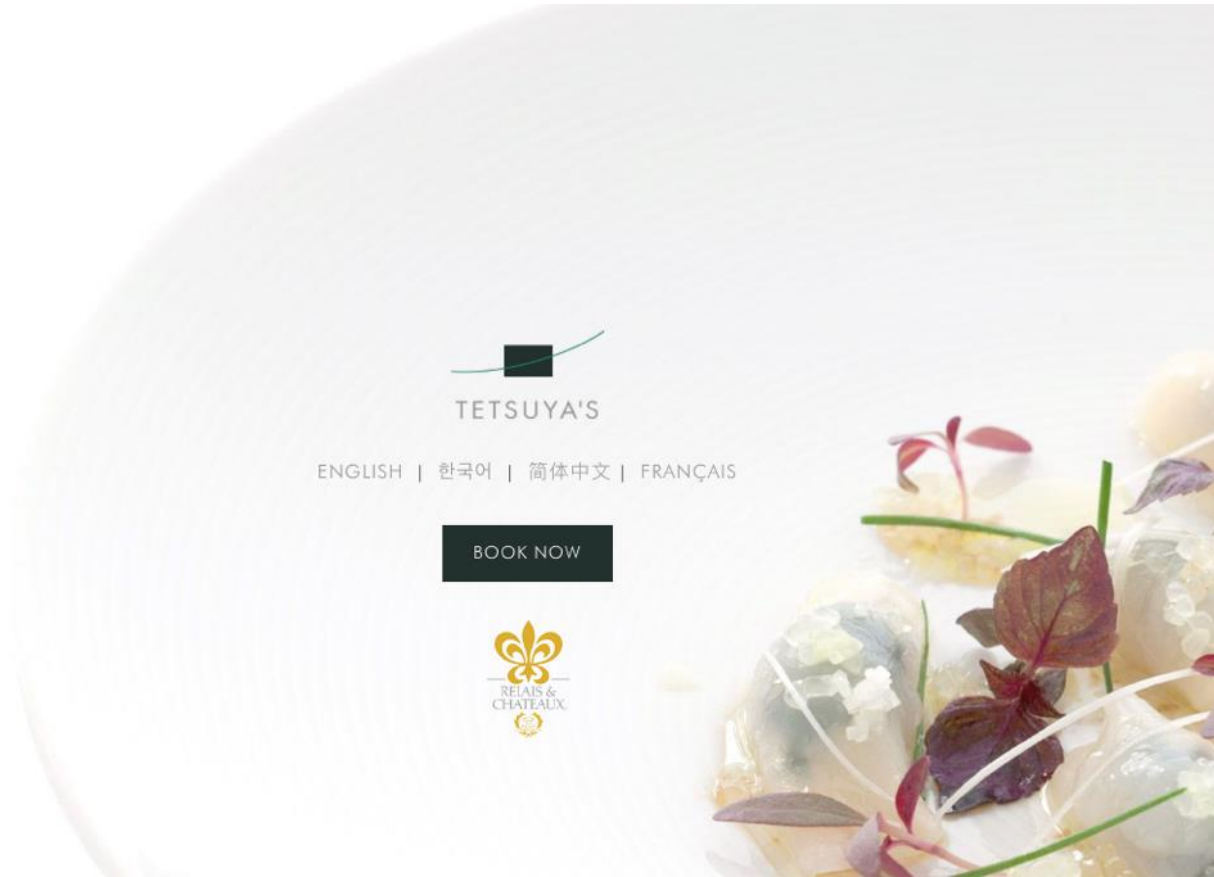 TETSUYA'S
ENGLISH | 한국어 | 简体中文 | FRANÇAIS
BOOK NOW
RELAIS &
CHATEAUX